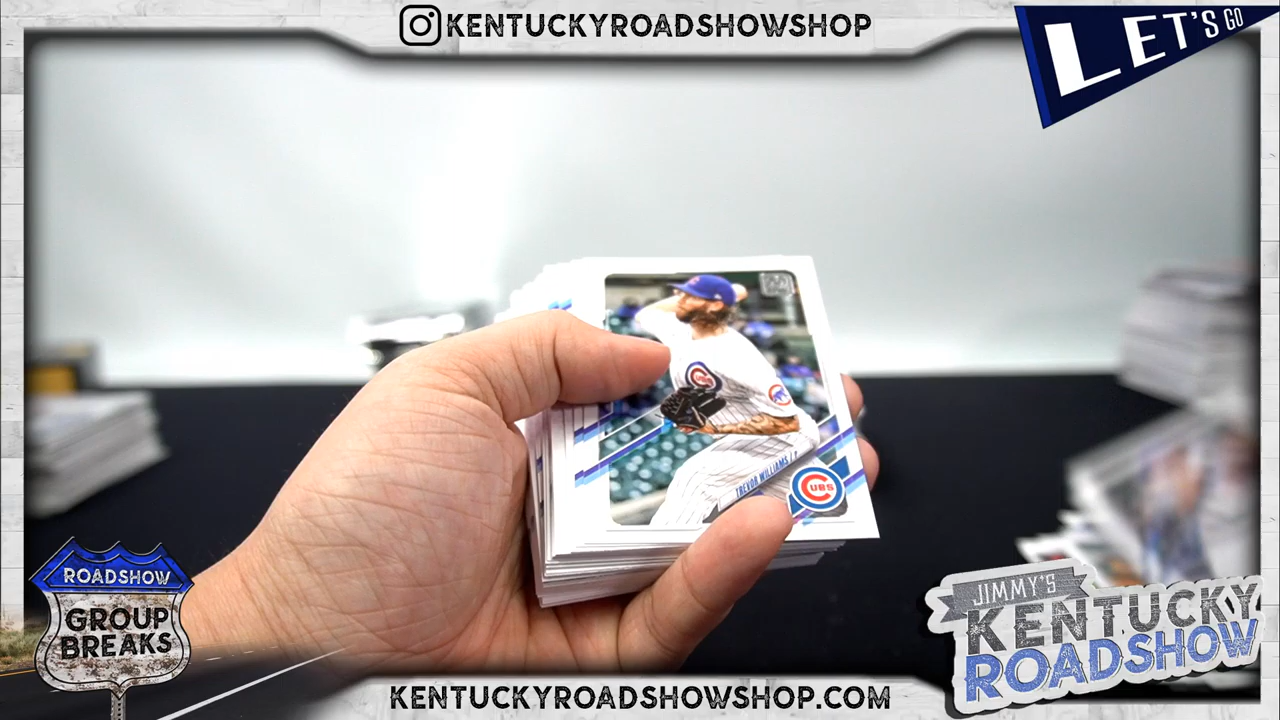 KENTUCKYROADSHOWSHOP
LET'S GO
TREVOR WILLIAMS / P
CUBS
ROADSHOW
GROUP
BREAKS
JIMMY'S
KENTUCKY
ROADSHOW
KENTUCKYROADSHOWSHOP.COM